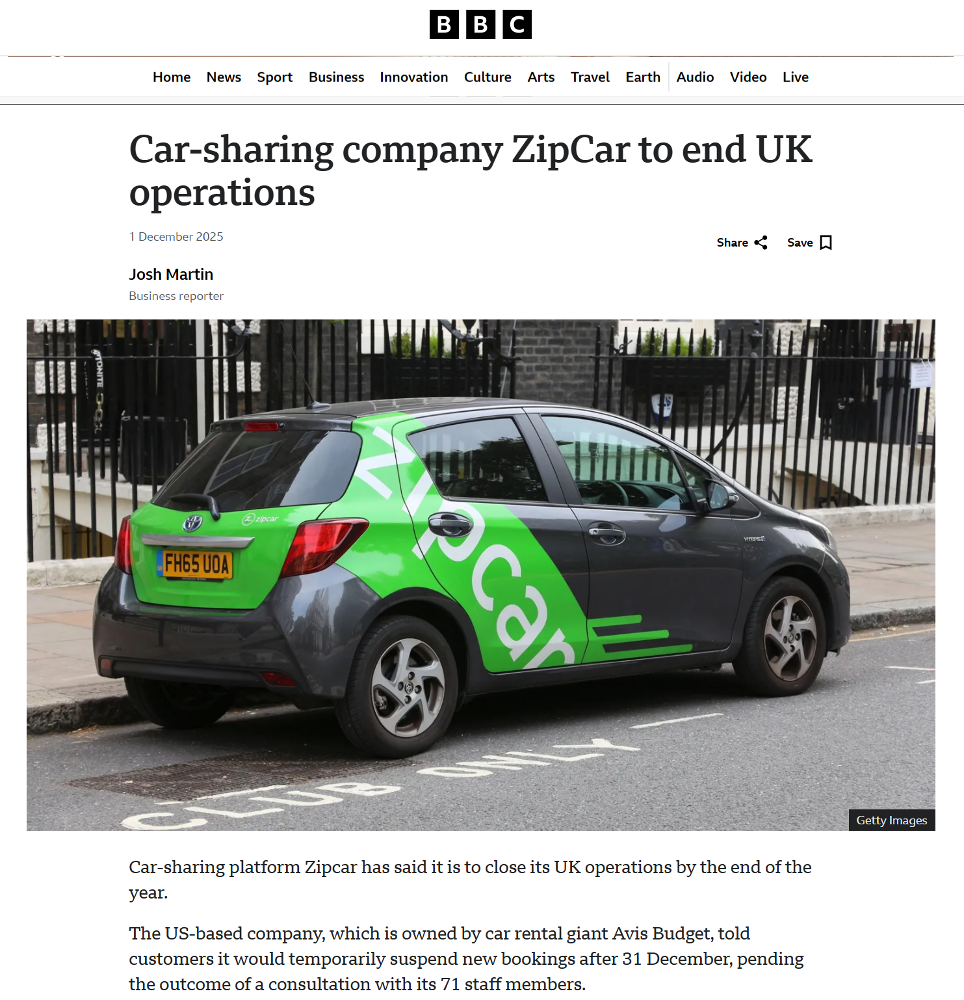 BBC
Home News Sport Business Innovation Culture Arts Travel Earth Audio Video Live
Car-sharing company ZipCar to end UK
operations
1 December 2025
Share Save
Josh Martin
Business reporter
zipcar
zipcar
FH65 UOA
HYBRID
CLUB ONLY
Getty Images
Car-sharing platform Zipcar has said it is to close its UK operations by the end of the
year.
The US-based company, which is owned by car rental giant Avis Budget, told
customers it would temporarily suspend new bookings after 31 December, pending
the outcome of a consultation with its 71 staff members.